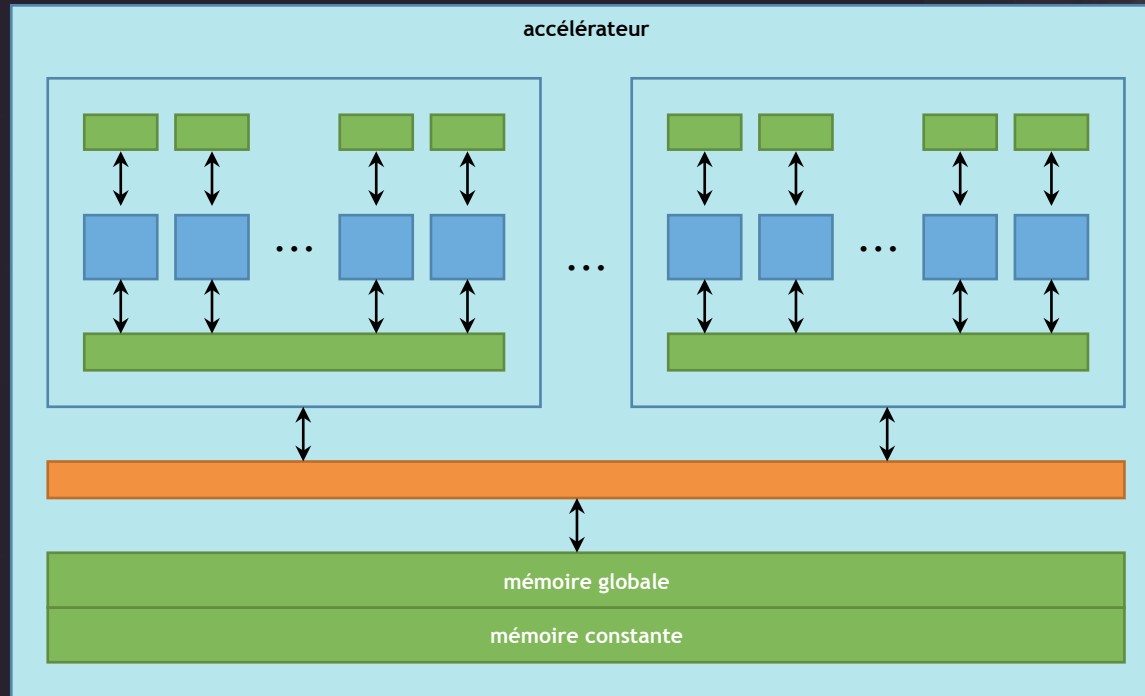 accélérateur
...
...
...
mémoire globale
mémoire constante